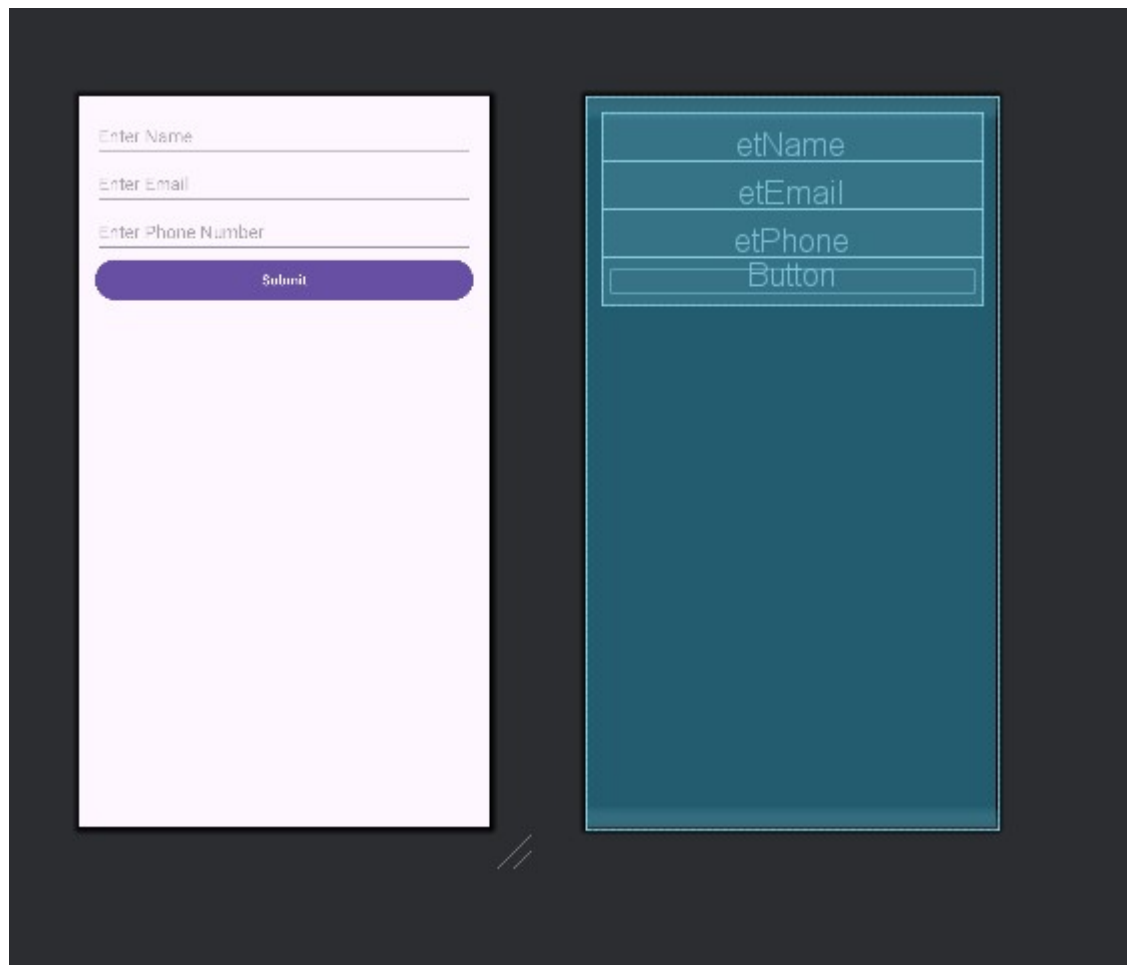 Enter Name
Enter Email
Enter Phone Number
Submit
etName
etEmail
etPhone
Button